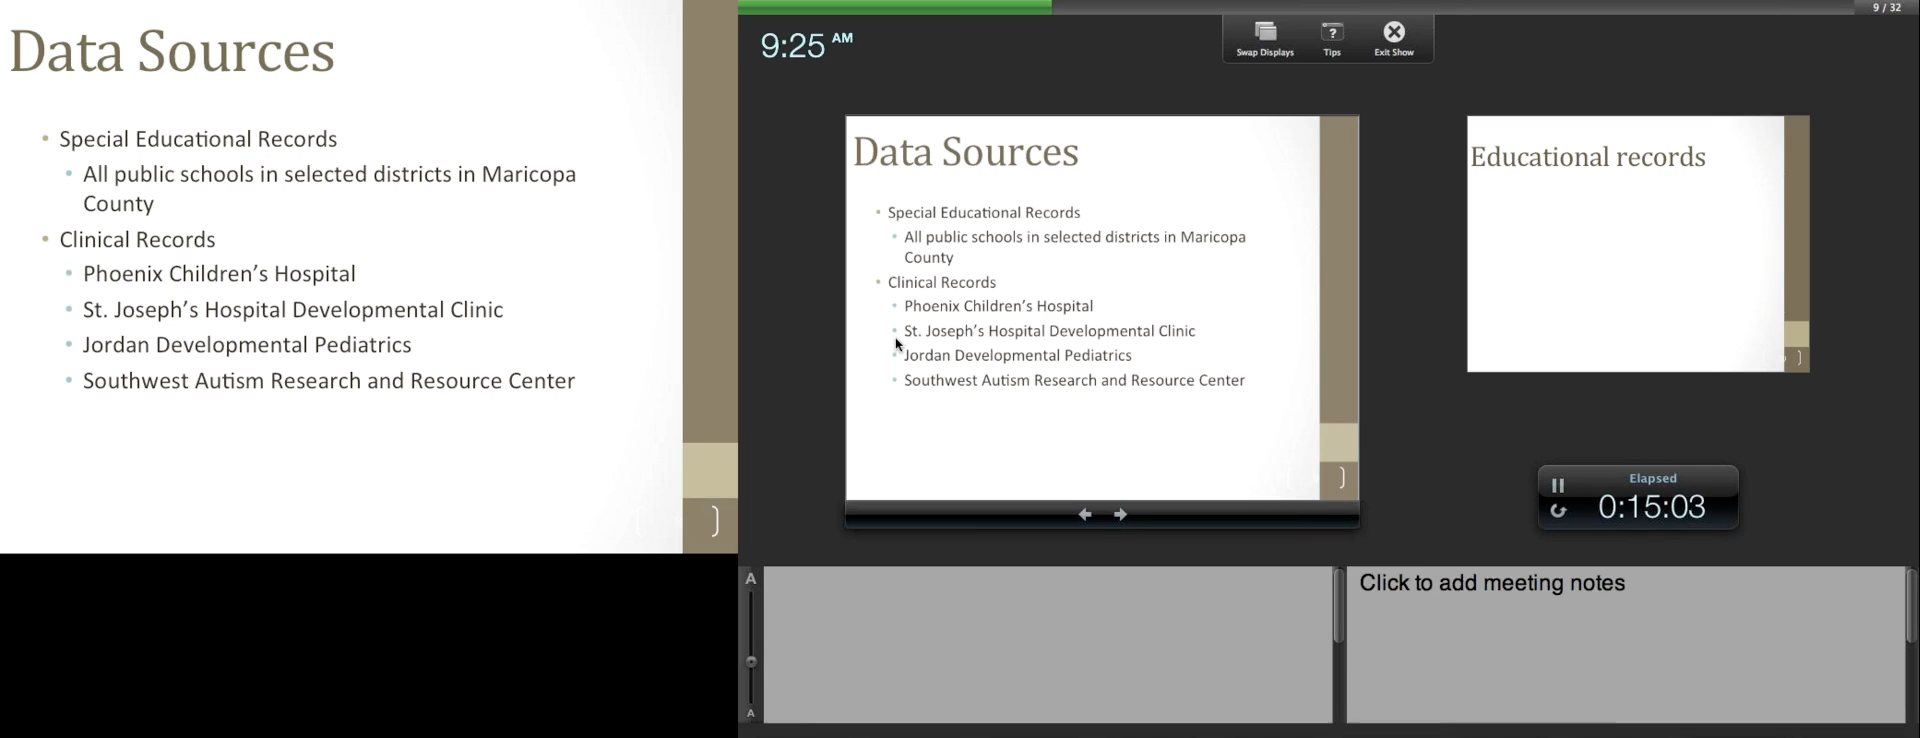 Data Sources
Special Educational Records
All public schools in selected districts in Maricopa
County
Clinical Records
Phoenix Children's Hospital
St. Joseph's Hospital Developmental Clinic
Jordan Developmental Pediatrics
Southwest Autism Research and Resource Center
9 / 32
9:25 AM
Swap Displays
Tips
Exit Show
Data Sources
Special Educational Records
All public schools in selected districts in Maricopa
County
Clinical Records
Phoenix Children's Hospital
St. Joseph's Hospital Developmental Clinic
Jordan Developmental Pediatrics
Southwest Autism Research and Resource Center
Educational records
Elapsed
0:15:03
A
A
Click to add meeting notes